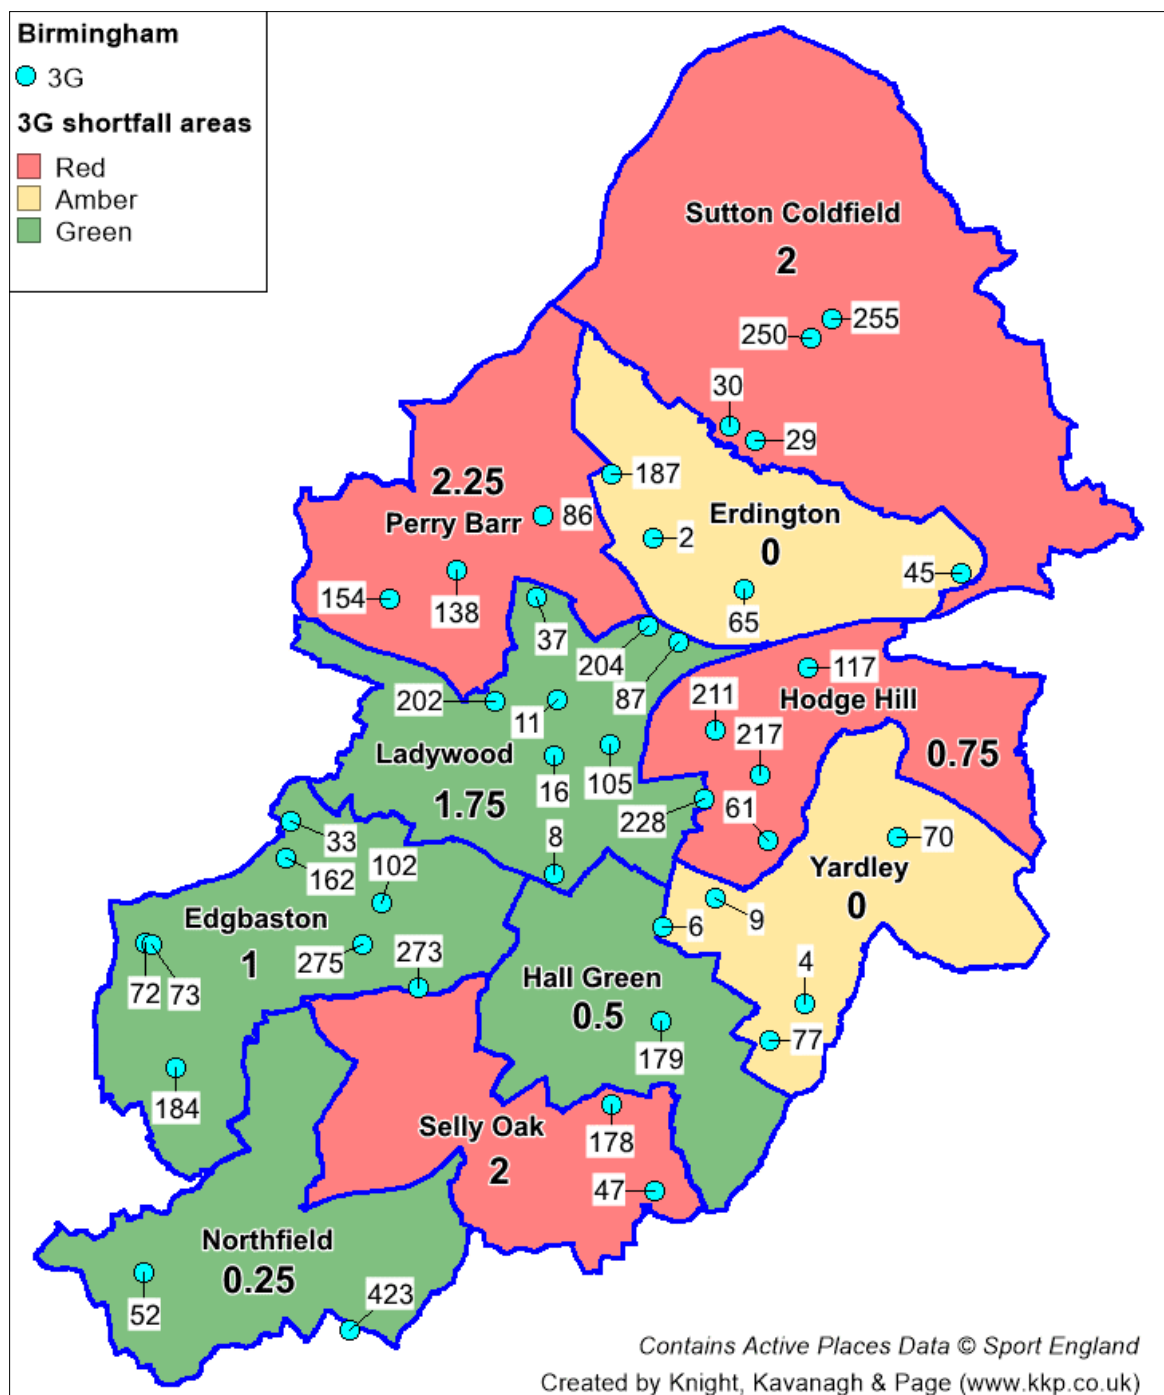 Birmingham
3G
3G shortfall areas
Red
Amber
Green
Sutton Coldfield
2
255
250
30
29
187
2.25
Perry Barr
86
Erdington
0
2
45
65
154
138
37
204
87
117
Hodge Hill
211
217
0.75
202
11
Ladywood
1.75
16
105
228
61
8
33
162
102
70
Yardley
0
9
6
Edgbaston
1
275
273
72
73
Hall Green
0.5
4
77
179
184
Selly Oak
2
178
47
Northfield
0.25
52
423
Contains Active Places Data © Sport England
Created by Knight, Kavanagh & Page (www.kkp.co.uk)